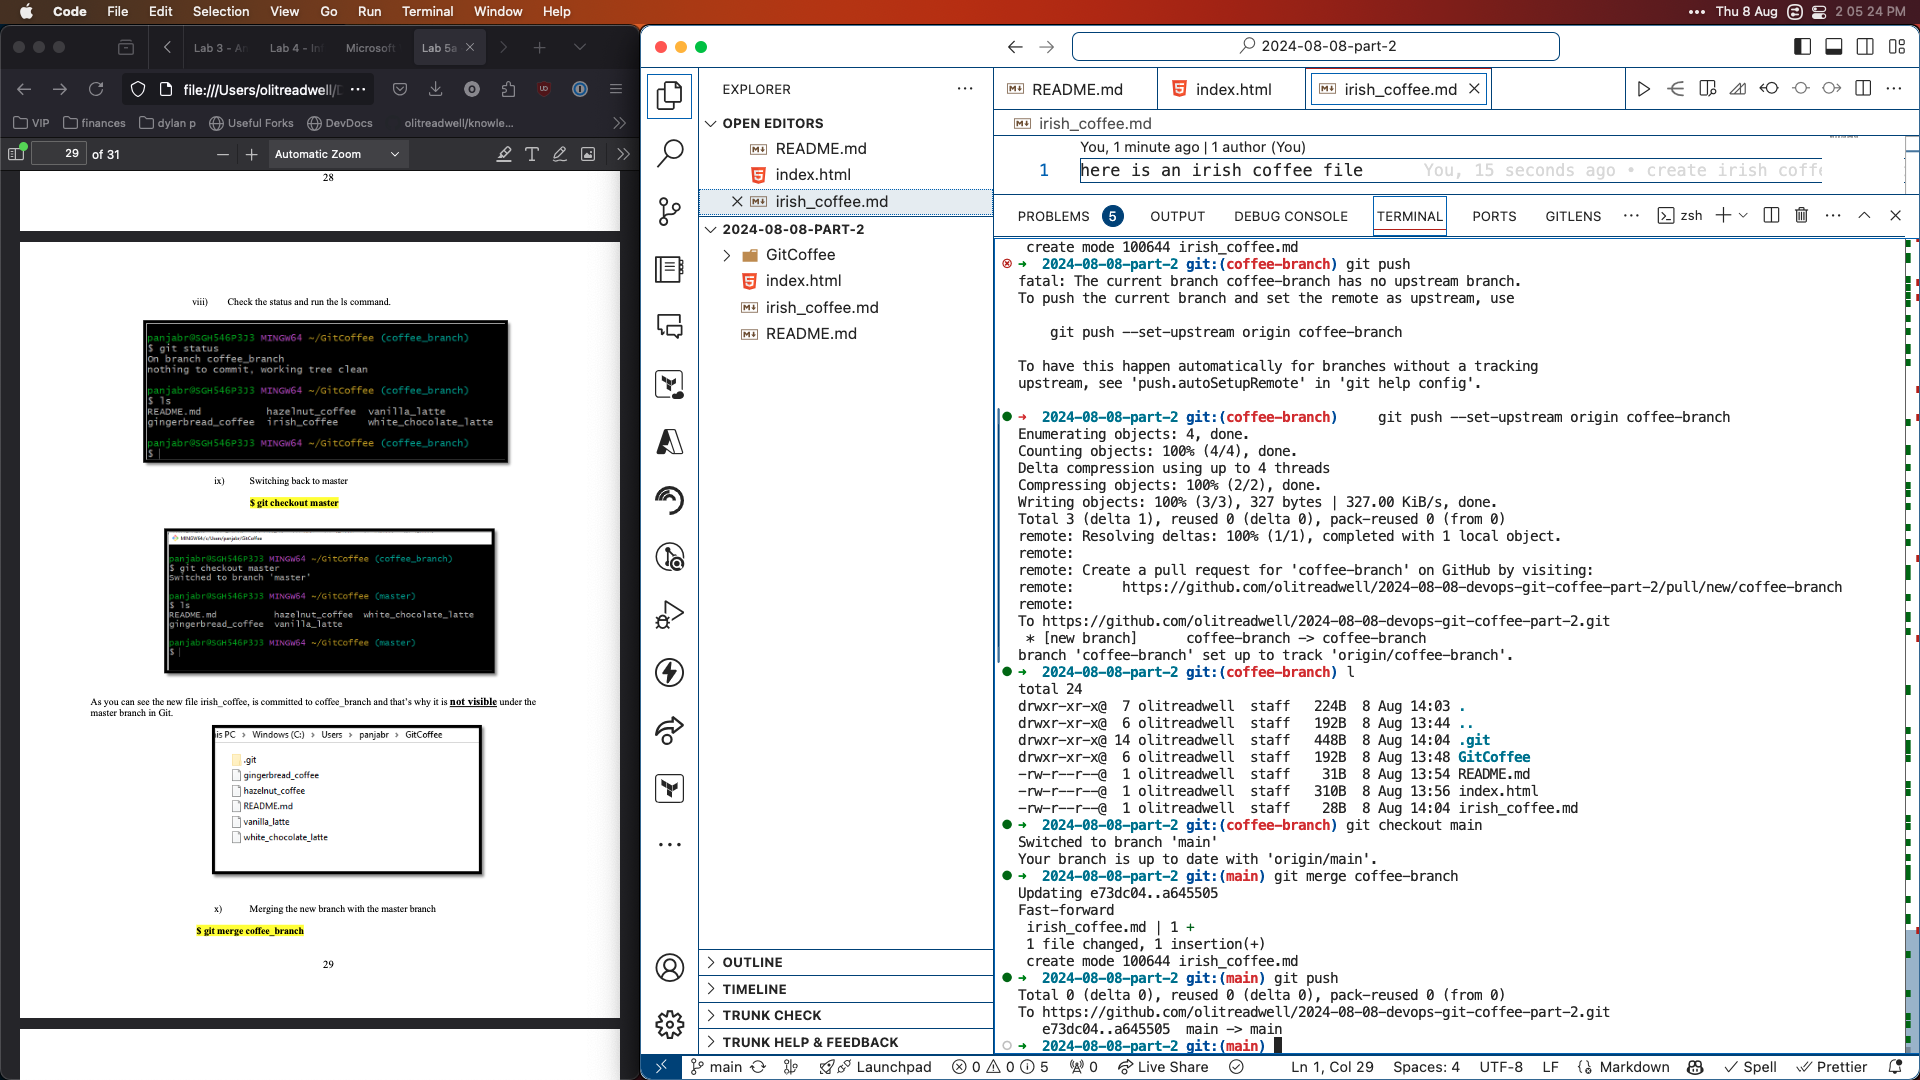 Code File Edit Selection View Go Run Terminal Window Help
Thu 8 Aug 2 05 24 PM
Lab 3 - A
Lab 4 - In
Microsoft
Lab 5a
file:///Users/olitreadwell/
VIP
finances
dylan p
Useful Forks
DevDocs
olitreadwell/knowle...
29 of 31
Automatic Zoom
28
viii) Check the status and run the ls command.
panjabr@SGH546P3J3 MINGW64 ~/GitCoffee (coffee_branch)
$ git status
On branch coffee_branch
nothing to commit, working tree clean
panjabr@SGH546P3J3 MINGW64 ~/GitCoffee (coffee_branch)
$ ls
README.md hazelnut_coffee vanilla_latte
gingerbread_coffee irish_coffee white_chocolate_latte
panjabr@SGH546P3J3 MINGW64 ~/GitCoffee (coffee_branch)
$
ix) Switching back to master
$ git checkout master
panjabr@SGH546P3J3 MINGW64 ~/GitCoffee (coffee_branch)
$ git checkout master
Switched to branch 'master'
panjabr@SGH546P3J3 MINGW64 ~/GitCoffee (master)
$ ls
README.md hazelnut_coffee white_chocolate_latte
gingerbread_coffee vanilla_latte
panjabr@SGH546P3J3 MINGW64 ~/GitCoffee (master)
$
As you can see the new file irish_coffee, is committed to coffee_branch and that's why it is not visible under the
master branch in Git.
is PC > Windows (C:) > Users > panjabr > GitCoffee
.git
gingerbread_coffee
hazelnut_coffee
README.md
vanilla_latte
white_chocolate_latte
x) Merging the new branch with the master branch
$ git merge coffee_branch
29
2024-08-08-part-2
EXPLORER
OPEN EDITORS
README.md
index.html
irish_coffee.md
2024-08-08-PART-2
GitCoffee
index.html
irish_coffee.md
README.md
OUTLINE
TIMELINE
TRUNK CHECK
TRUNK HELP & FEEDBACK
README.md
index.html
irish_coffee.md
irish_coffee.md
You, 1 minute ago | 1 author (You)
1 here is an irish coffee file You, 15 seconds ago • create irish coffe
PROBLEMS 5 OUTPUT DEBUG CONSOLE TERMINAL PORTS GITLENS zsh
create mode 100644 irish_coffee.md
➜ 2024-08-08-part-2 git:(coffee-branch) git push
fatal: The current branch coffee-branch has no upstream branch.
To push the current branch and set the remote as upstream, use
git push --set-upstream origin coffee-branch
To have this happen automatically for branches without a tracking
upstream, see 'push.autoSetupRemote' in 'git help config'.
➜ 2024-08-08-part-2 git:(coffee-branch) git push --set-upstream origin coffee-branch
Enumerating objects: 4, done.
Counting objects: 100% (4/4), done.
Delta compression using up to 4 threads
Compressing objects: 100% (2/2), done.
Writing objects: 100% (3/3), 327 bytes | 327.00 KiB/s, done.
Total 3 (delta 1), reused 0 (delta 0), pack-reused 0 (from 0)
remote: Resolving deltas: 100% (1/1), completed with 1 local object.
remote:
remote: Create a pull request for 'coffee-branch' on GitHub by visiting:
remote: https://github.com/olitreadwell/2024-08-08-devops-git-coffee-part-2/pull/new/coffee-branch
remote:
To https://github.com/olitreadwell/2024-08-08-devops-git-coffee-part-2.git
* [new branch] coffee-branch -> coffee-branch
branch 'coffee-branch' set up to track 'origin/coffee-branch'.
➜ 2024-08-08-part-2 git:(coffee-branch) l
total 24
drwxr-xr-x@ 7 olitreadwell staff 224B 8 Aug 14:03 .
drwxr-xr-x@ 6 olitreadwell staff 192B 8 Aug 13:44 ..
drwxr-xr-x@ 14 olitreadwell staff 448B 8 Aug 14:04 .git
drwxr-xr-x@ 6 olitreadwell staff 192B 8 Aug 13:48 GitCoffee
-rw-r--r--@ 1 olitreadwell staff 31B 8 Aug 13:54 README.md
-rw-r--r--@ 1 olitreadwell staff 310B 8 Aug 13:56 index.html
-rw-r--r--@ 1 olitreadwell staff 28B 8 Aug 14:04 irish_coffee.md
➜ 2024-08-08-part-2 git:(coffee-branch) git checkout main
Switched to branch 'main'
Your branch is up to date with 'origin/main'.
➜ 2024-08-08-part-2 git:(main) git merge coffee-branch
Updating e73dc04..a645505
Fast-forward
irish_coffee.md | 1 +
1 file changed, 1 insertion(+)
create mode 100644 irish_coffee.md
➜ 2024-08-08-part-2 git:(main) git push
Total 0 (delta 0), reused 0 (delta 0), pack-reused 0 (from 0)
To https://github.com/olitreadwell/2024-08-08-devops-git-coffee-part-2.git
e73dc04..a645505 main -> main
➜ 2024-08-08-part-2 git:(main)
main Launchpad 0 0 5 0 Live Share Ln 1, Col 29 Spaces: 4 UTF-8 LF Markdown Spell Prettier